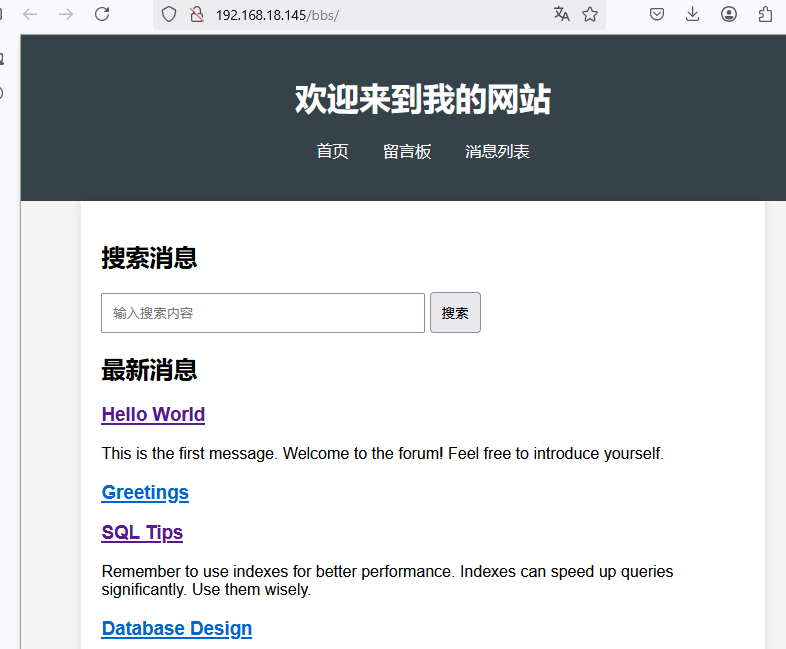 192.168.18.145/bbs/
欢迎来到我的网站
首页 留言板 消息列表
搜索消息
输入搜索内容 搜索
最新消息
Hello World
This is the first message. Welcome to the forum! Feel free to introduce yourself.
Greetings
SQL Tips
Remember to use indexes for better performance. Indexes can speed up queries
significantly. Use them wisely.
Database Design